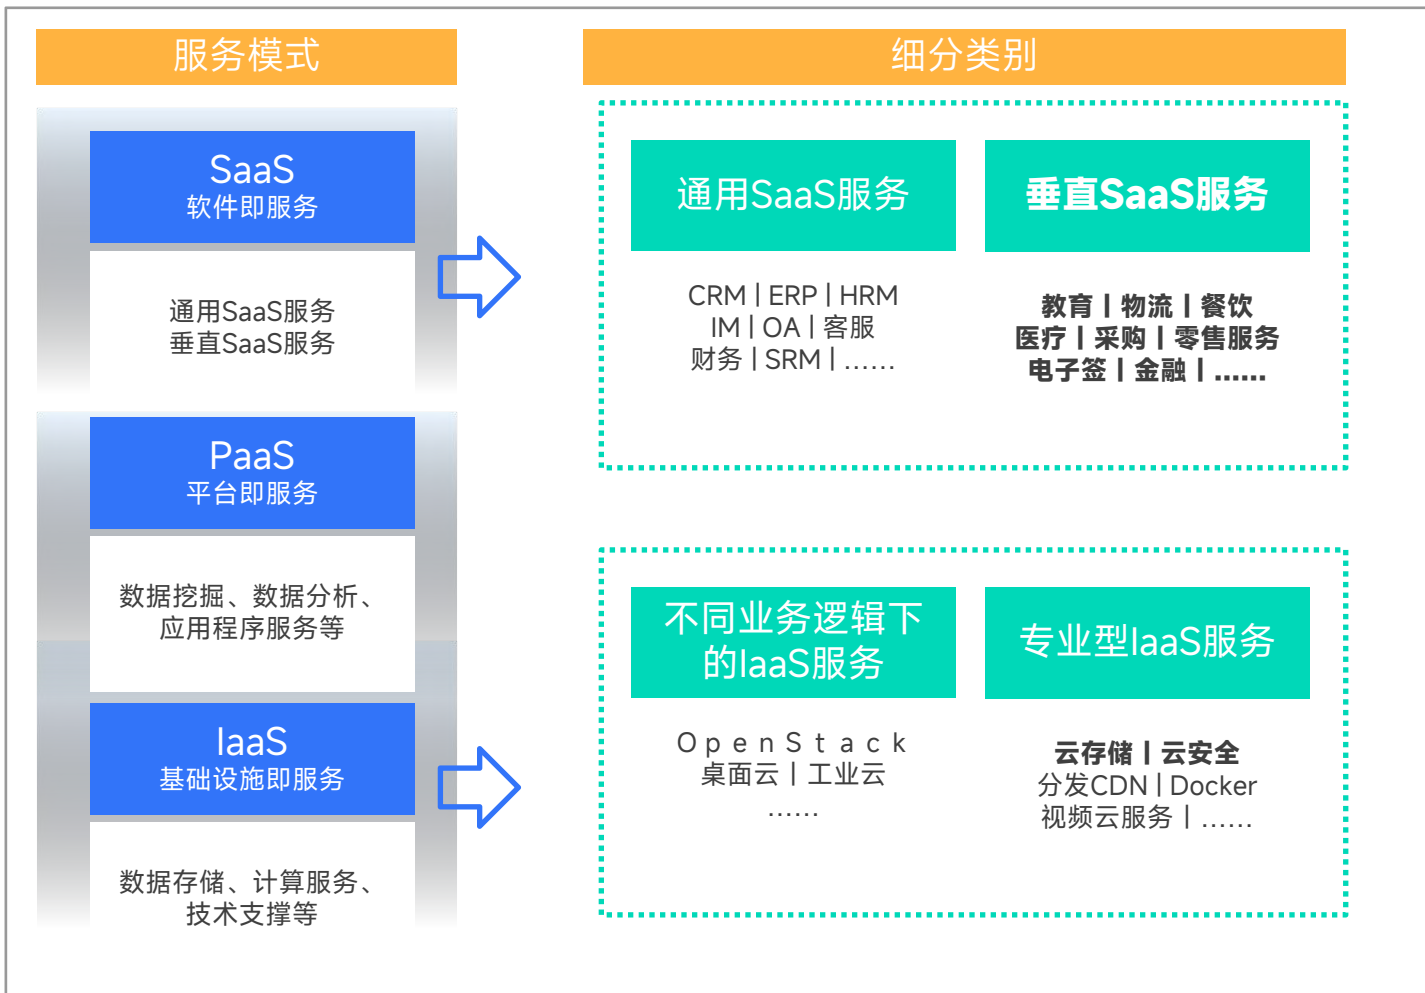 服务模式
细分类别
SaaS
软件即服务
通用SaaS服务
垂直SaaS服务
通用SaaS服务
垂直SaaS服务
CRM | ERP | HRM
IM | OA | 客服
财务 | SRM | ……
教育 | 物流 | 餐饮
医疗 | 采购 | 零售服务
电子签 | 金融 | ……
PaaS
平台即服务
数据挖掘、数据分析、
应用程序服务等
IaaS
基础设施即服务
数据存储、计算服务、
技术支撑等
不同业务逻辑下
的IaaS服务
专业型IaaS服务
OpenStack
桌面云 | 工业云
……
云存储 | 云安全
分发CDN | Docker
视频云服务 | ……